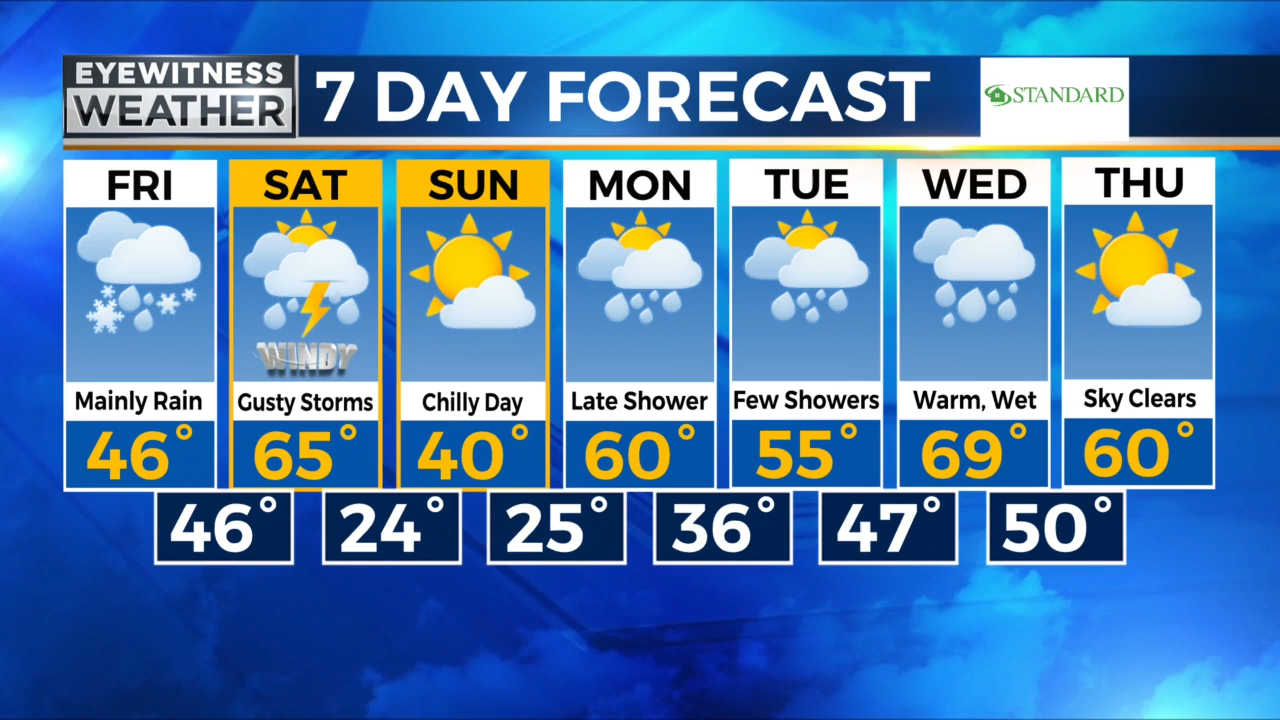 EYEWITNESS
WEATHER
7 DAY FORECAST
STANDARD
FRI
SAT
SUN
MON
TUE
WED
THU
WINDY
Mainly Rain
Gusty Storms
Chilly Day
Late Shower
Few Showers
Warm, Wet
Sky Clears
46°
65°
40°
60°
55°
69°
60°
46°
24°
25°
36°
47°
50°